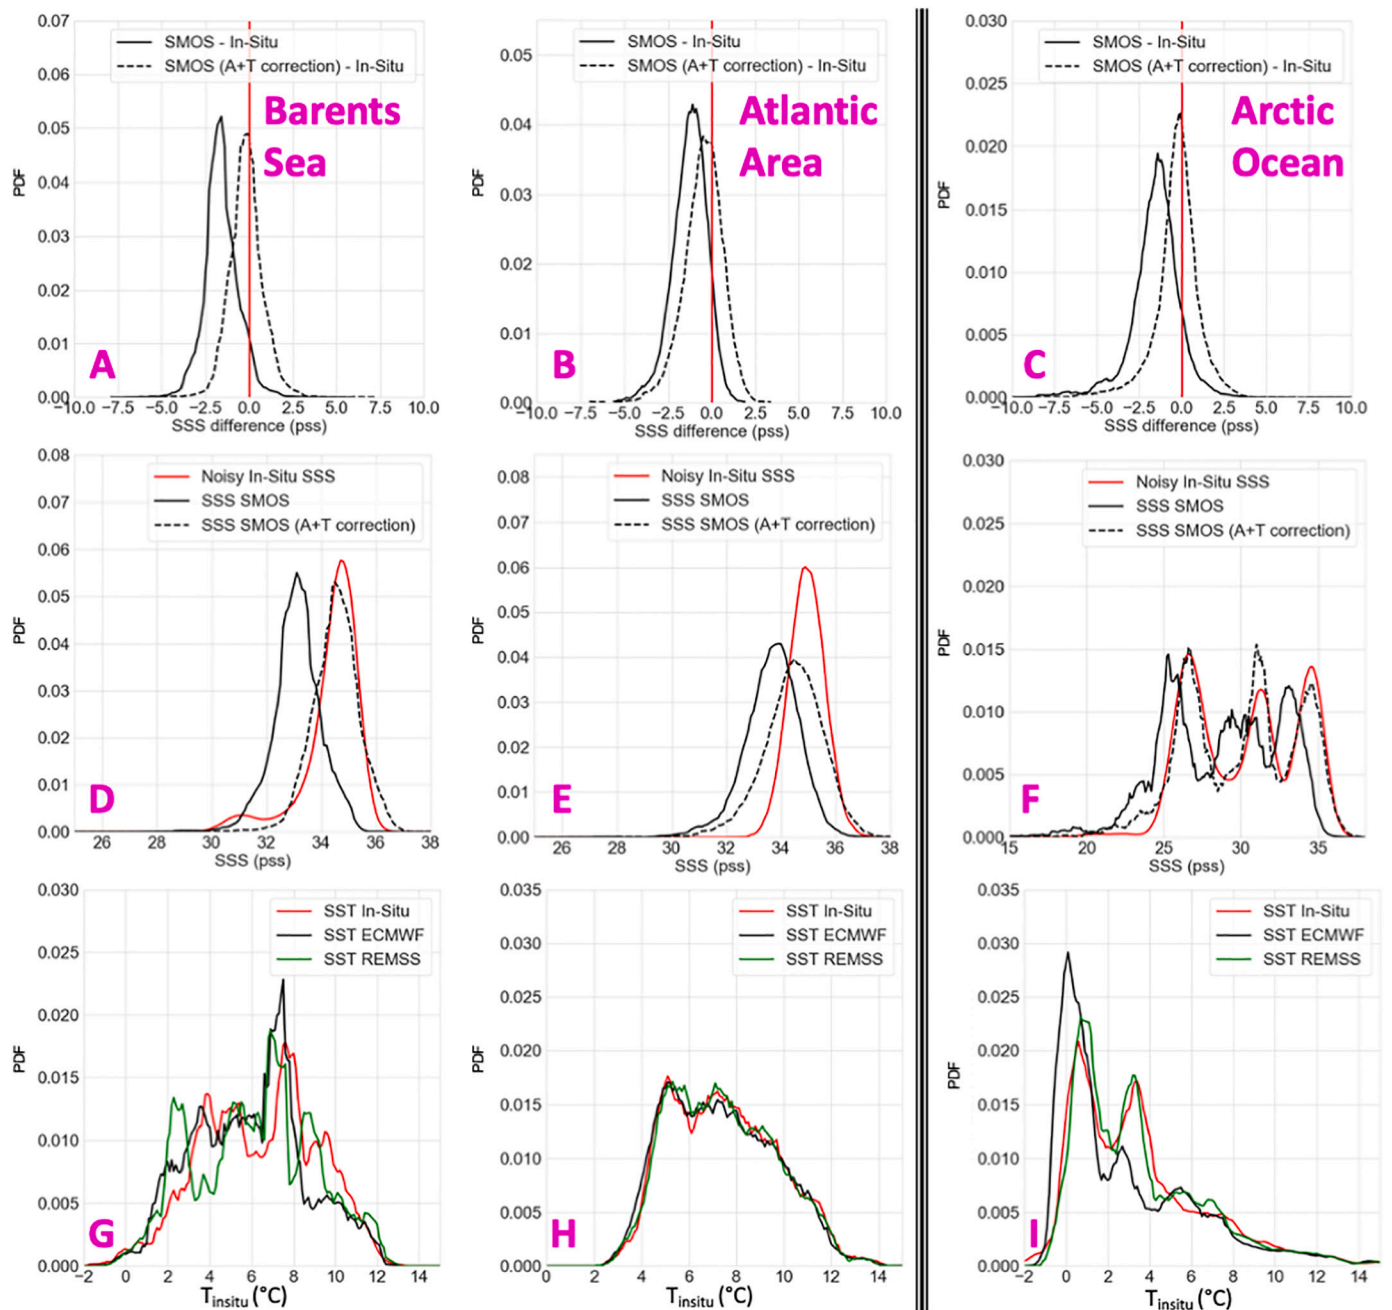 0.07
0.06
0.05
0.04
0.03
0.02
0.01
0.00
PDF
SMOS - In-Situ
SMOS (A+T correction) - In-Situ
Barents
Sea
A
−10.0 −7.5 −5.0 −2.5 0.0 2.5 5.0 7.5 10.0
SSS difference (pss)
0.05
0.04
0.03
0.02
0.01
0.00
PDF
SMOS - In-Situ
SMOS (A+T correction) - In-Situ
Atlantic
Area
B
−10.0 −7.5 −5.0 −2.5 0.0 2.5 5.0 7.5 10.0
SSS difference (pss)
0.030
0.025
0.020
0.015
0.010
0.005
0.000
PDF
SMOS - In-Situ
SMOS (A+T correction) - In-Situ
Arctic
Ocean
C
−10.0 −7.5 −5.0 −2.5 0.0 2.5 5.0 7.5 10.0
SSS difference (pss)
0.08
0.07
0.06
0.05
0.04
0.03
0.02
0.01
0.00
PDF
Noisy In-Situ SSS
SSS SMOS
SSS SMOS (A+T correction)
D
26 28 30 32 34 36 38
SSS (pss)
0.08
0.07
0.06
0.05
0.04
0.03
0.02
0.01
0.00
PDF
Noisy In-Situ SSS
SSS SMOS
SSS SMOS (A+T correction)
E
26 28 30 32 34 36 38
SSS (pss)
0.030
0.025
0.020
0.015
0.010
0.005
0.000
PDF
Noisy In-Situ SSS
SSS SMOS
SSS SMOS (A+T correction)
F
15 20 25 30 35
SSS (pss)
0.030
0.025
0.020
0.015
0.010
0.005
0.000
PDF
SST In-Situ
SST ECMWF
SST REMSS
G
−2 0 2 4 6 8 10 12 14
Tinsitu (°C)
0.035
0.030
0.025
0.020
0.015
0.010
0.005
0.000
PDF
SST In-Situ
SST ECMWF
SST REMSS
H
0 2 4 6 8 10 12 14
Tinsitu (°C)
0.035
0.030
0.025
0.020
0.015
0.010
0.005
0.000
PDF
SST In-Situ
SST ECMWF
SST REMSS
I
−2 0 2 4 6 8 10 12 14
Tinsitu (°C)